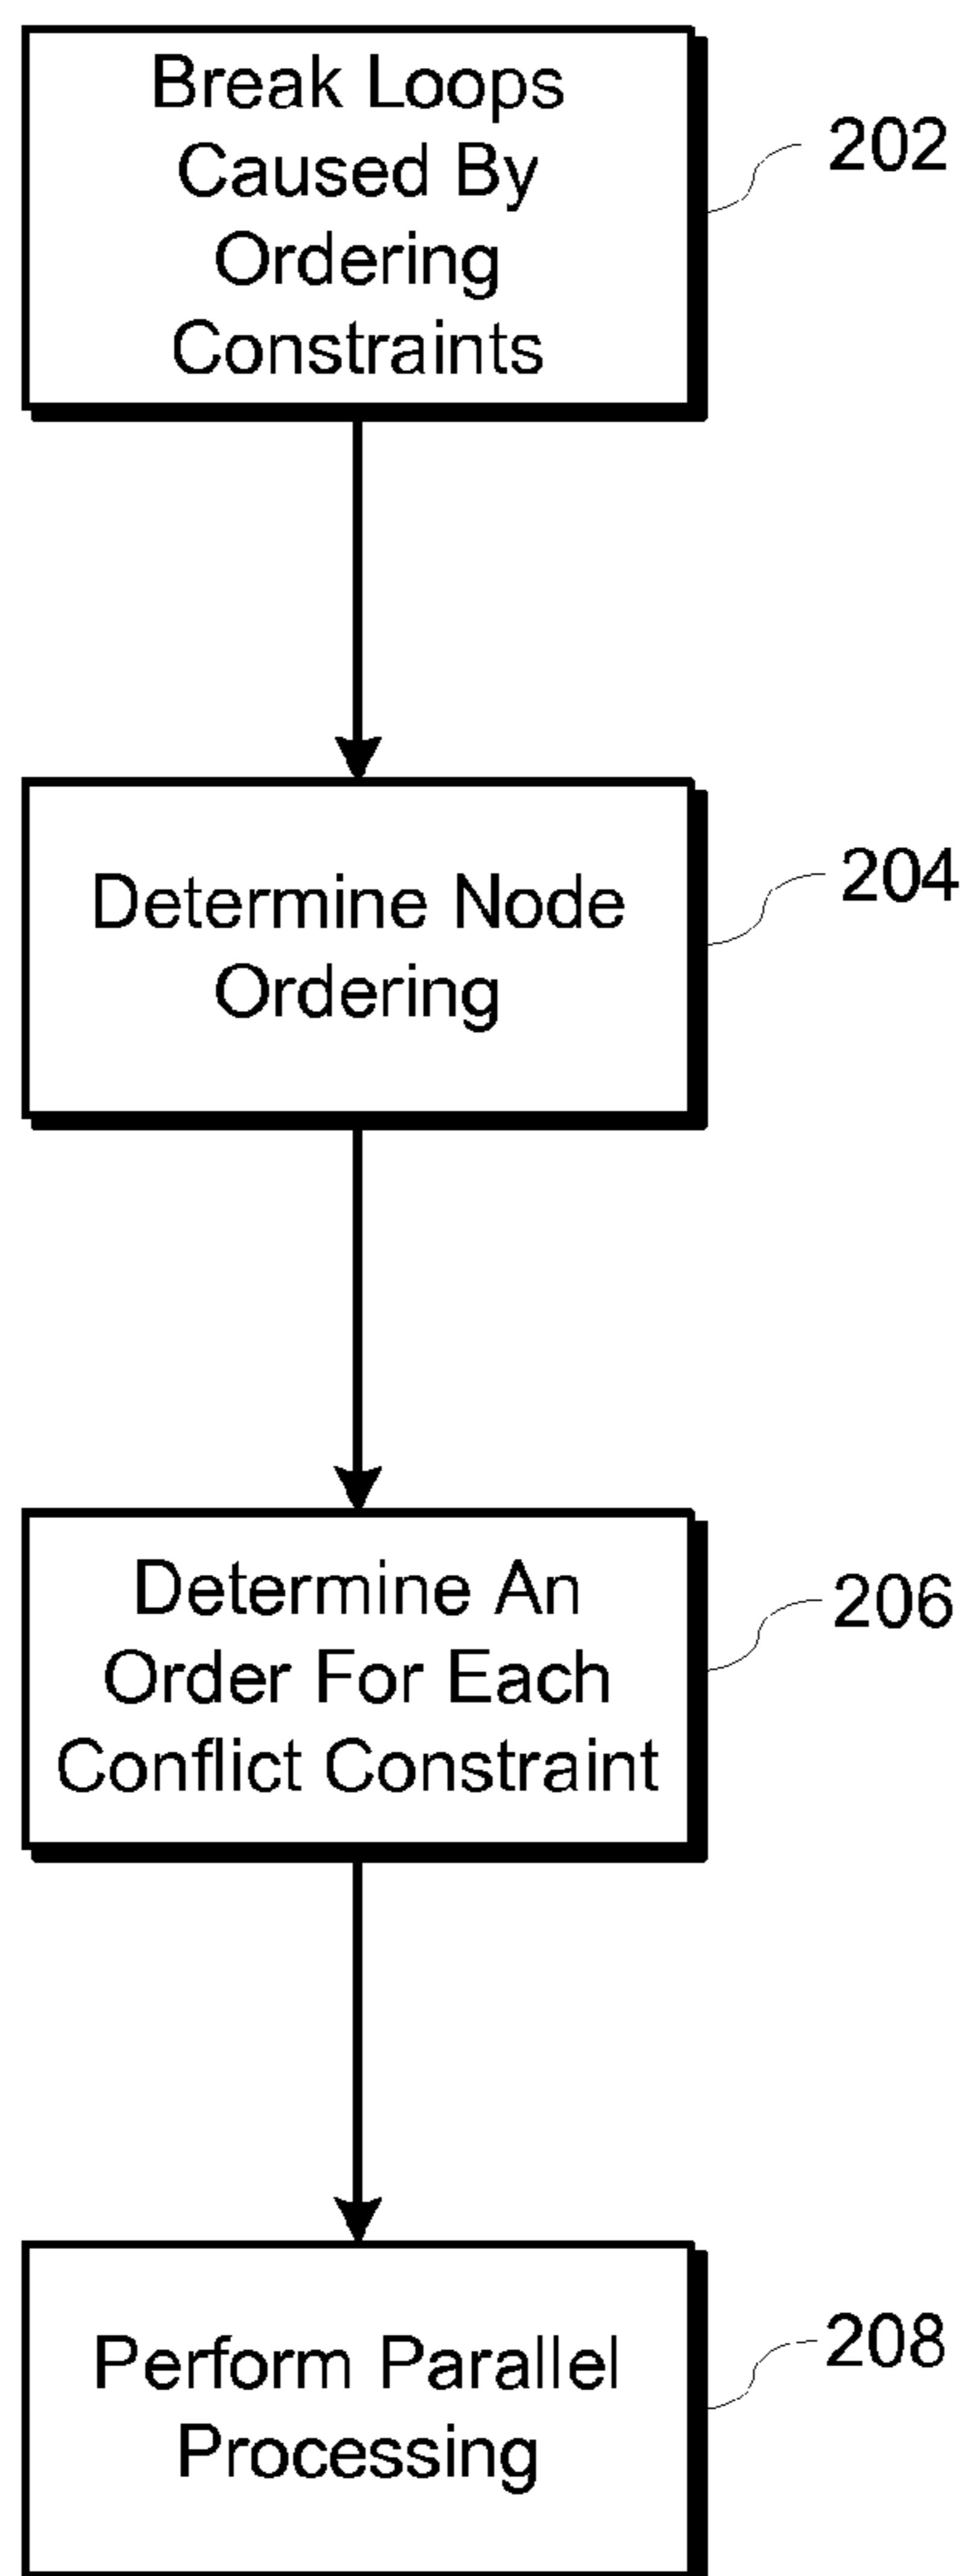 Break Loops
Caused By
Ordering
Constraints
202
Determine Node
Ordering
204
Determine An
Order For Each
Conflict Constraint
206
Perform Parallel
Processing
208